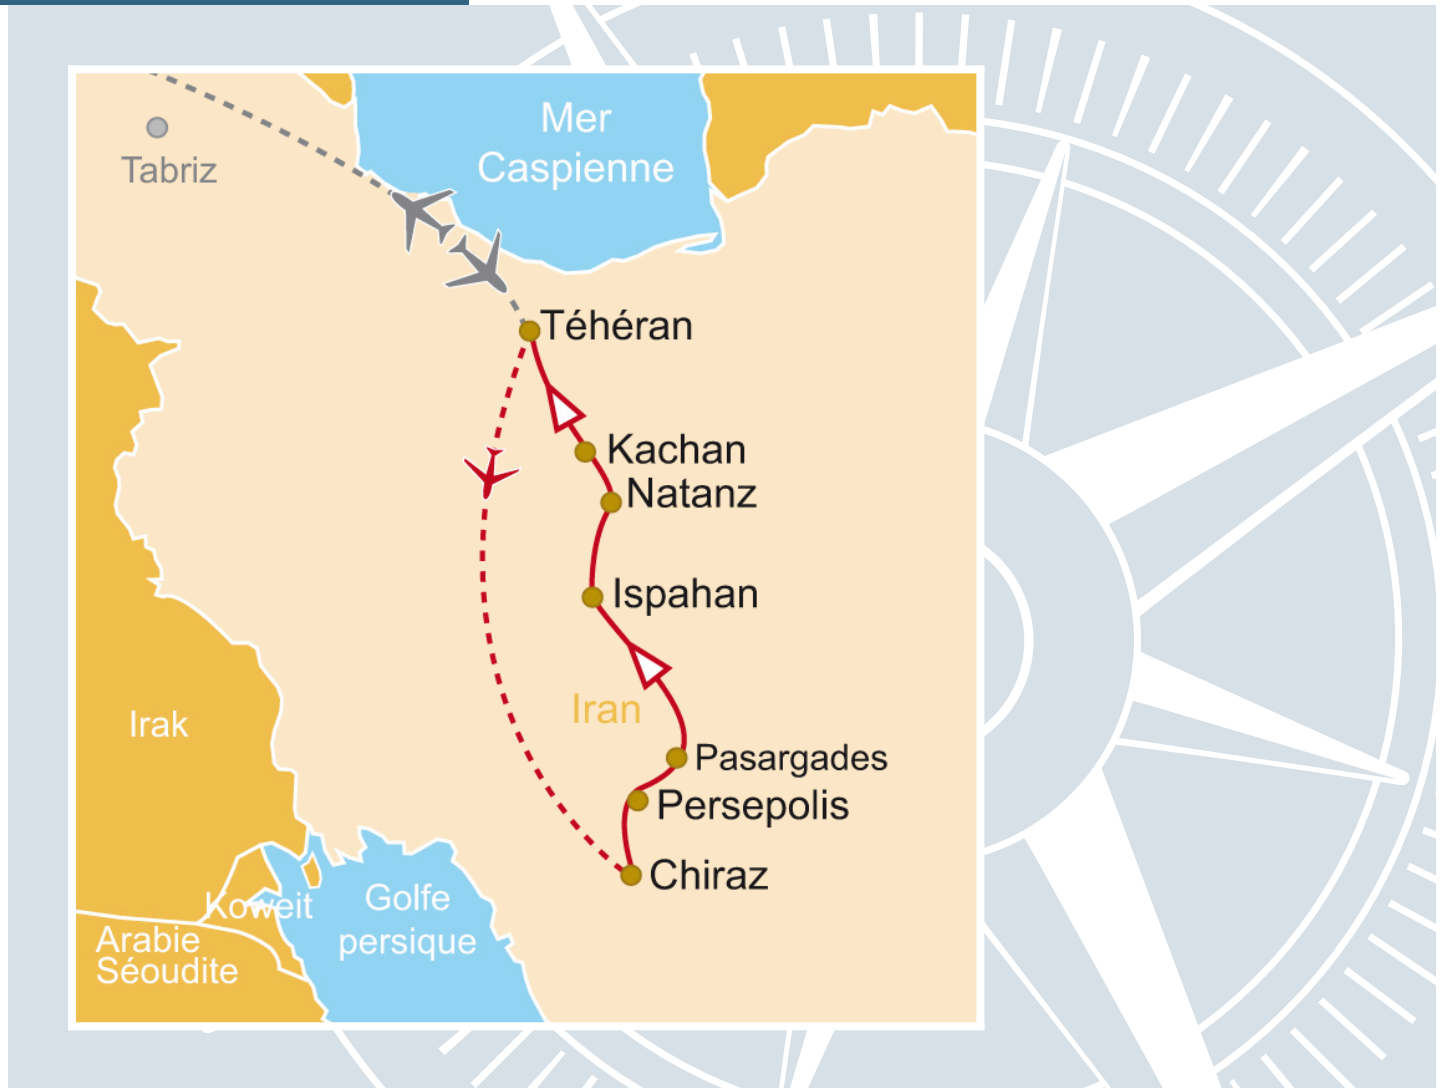 Mer
Caspienne
Tabriz
Téhéran
Kachan
Natanz
Ispahan
Iran
Irak
Pasargades
Persepolis
Chiraz
Koweit
Golfe
persique
Arabie
Séoudite